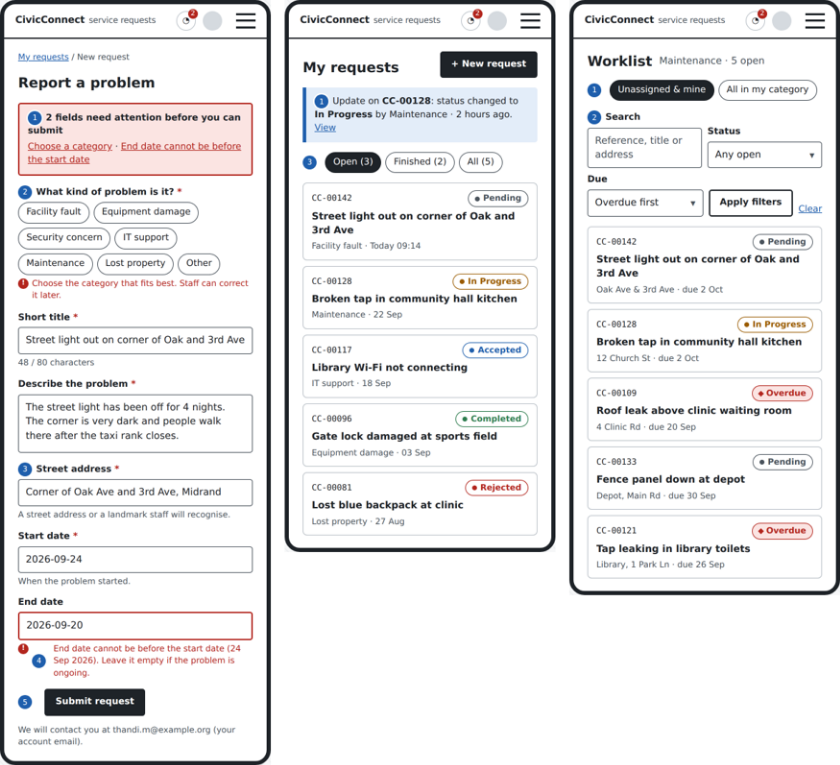 CivicConnect service requests 2
My requests / New request
Report a problem
1 2 fields need attention before you can
submit
Choose a category · End date cannot be before
the start date
2 What kind of problem is it? *
Facility fault Equipment damage
Security concern IT support
Maintenance Lost property Other
! Choose the category that fits best. Staff can correct
it later.
Short title *
Street light out on corner of Oak and 3rd Ave
48 / 80 characters
Describe the problem *
The street light has been off for 4 nights.
The corner is very dark and people walk
there after the taxi rank closes.
3 Street address *
Corner of Oak Ave and 3rd Ave, Midrand
A street address or a landmark staff will recognise.
Start date *
2026-09-24
When the problem started.
End date
2026-09-20
! End date cannot be before the start date (24
4 Sep 2026). Leave it empty if the problem is
ongoing.
5 Submit request
We will contact you at thandi.m@example.org (your
account email).
CivicConnect service requests 2
My requests + New request
1 Update on CC-00128: status changed to
In Progress by Maintenance · 2 hours ago.
View
3 Open (3) Finished (2) All (5)
CC-00142 Pending
Street light out on corner of Oak and
3rd Ave
Facility fault · Today 09:14
CC-00128 In Progress
Broken tap in community hall kitchen
Maintenance · 22 Sep
CC-00117 Accepted
Library Wi-Fi not connecting
IT support · 18 Sep
CC-00096 Completed
Gate lock damaged at sports field
Equipment damage · 03 Sep
CC-00081 Rejected
Lost blue backpack at clinic
Lost property · 27 Aug
CivicConnect service requests 2
Worklist Maintenance · 5 open
1 Unassigned & mine All in my category
2 Search
Status
Reference, title or
address
Any open
Due
Overdue first Apply filters Clear
CC-00142 Pending
Street light out on corner of Oak and
3rd Ave
Oak Ave & 3rd Ave · due 2 Oct
CC-00128 In Progress
Broken tap in community hall kitchen
12 Church St · due 2 Oct
CC-00109 Overdue
Roof leak above clinic waiting room
4 Clinic Rd · due 20 Sep
CC-00133 Pending
Fence panel down at depot
Depot, Main Rd · due 30 Sep
CC-00121 Overdue
Tap leaking in library toilets
Library, 1 Park Ln · due 26 Sep